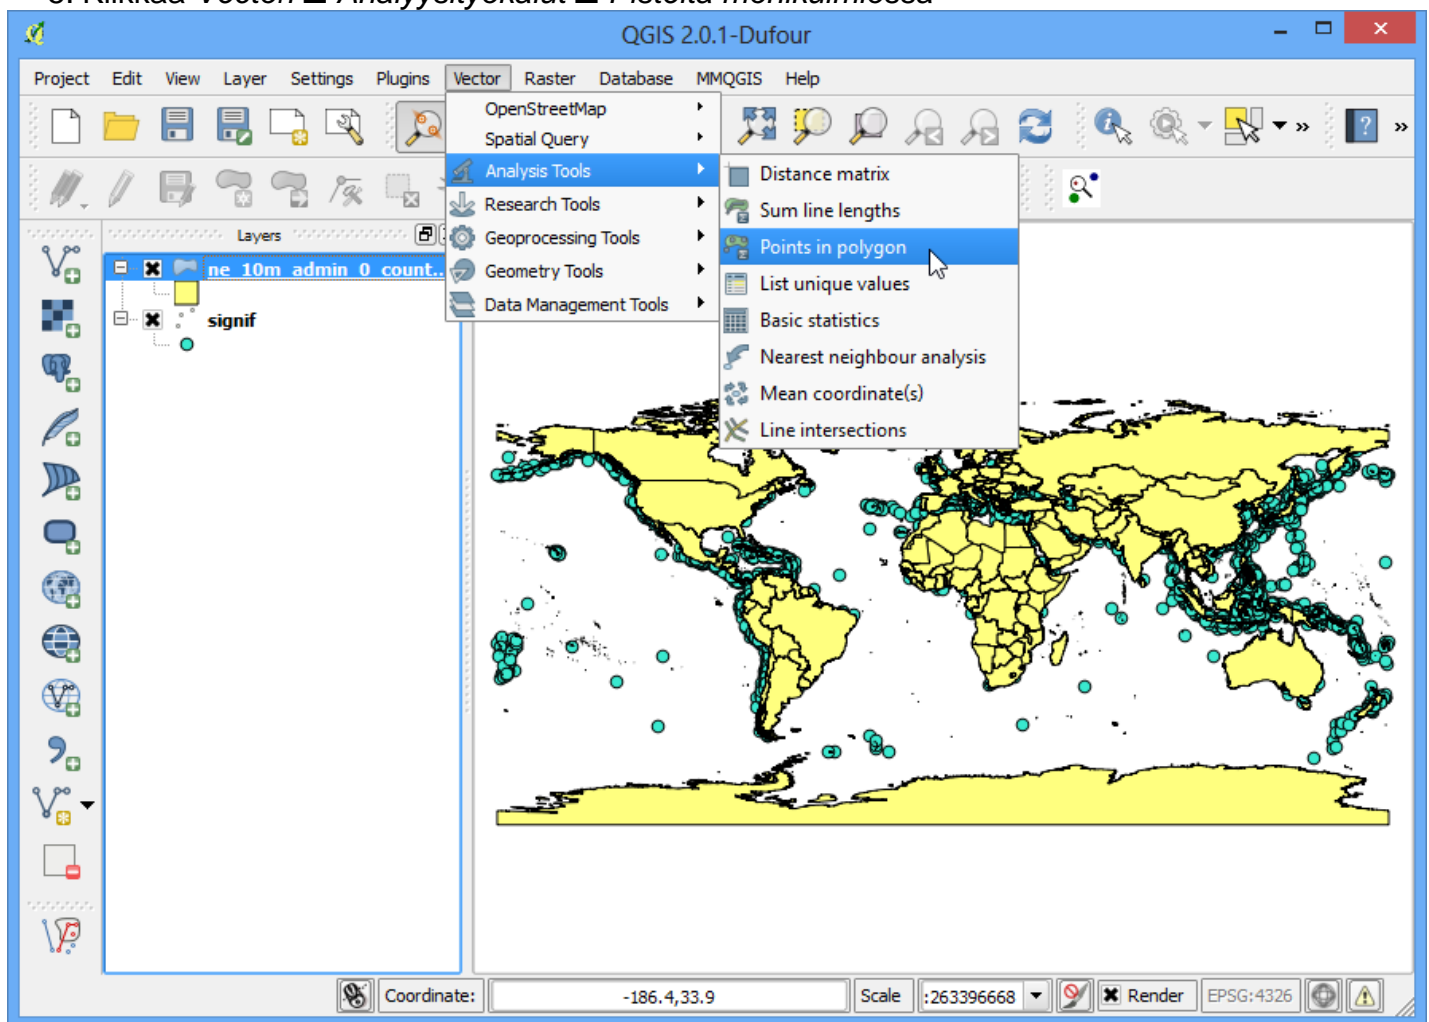 QGIS 2.0.1-Dufour
Project Edit View Layer Settings Plugins Vector Raster Database MMQGIS Help
OpenStreetMap
Spatial Query
Analysis Tools
Research Tools
Geoprocessing Tools
Geometry Tools
Data Management Tools
Distance matrix
Sum line lengths
Points in polygon
List unique values
Basic statistics
Nearest neighbour analysis
Mean coordinate(s)
Line intersections
Layers
ne_10m_admin_0_count..
signif
Coordinate: -186.4,33.9 Scale :263396668 Render EPSG:4326